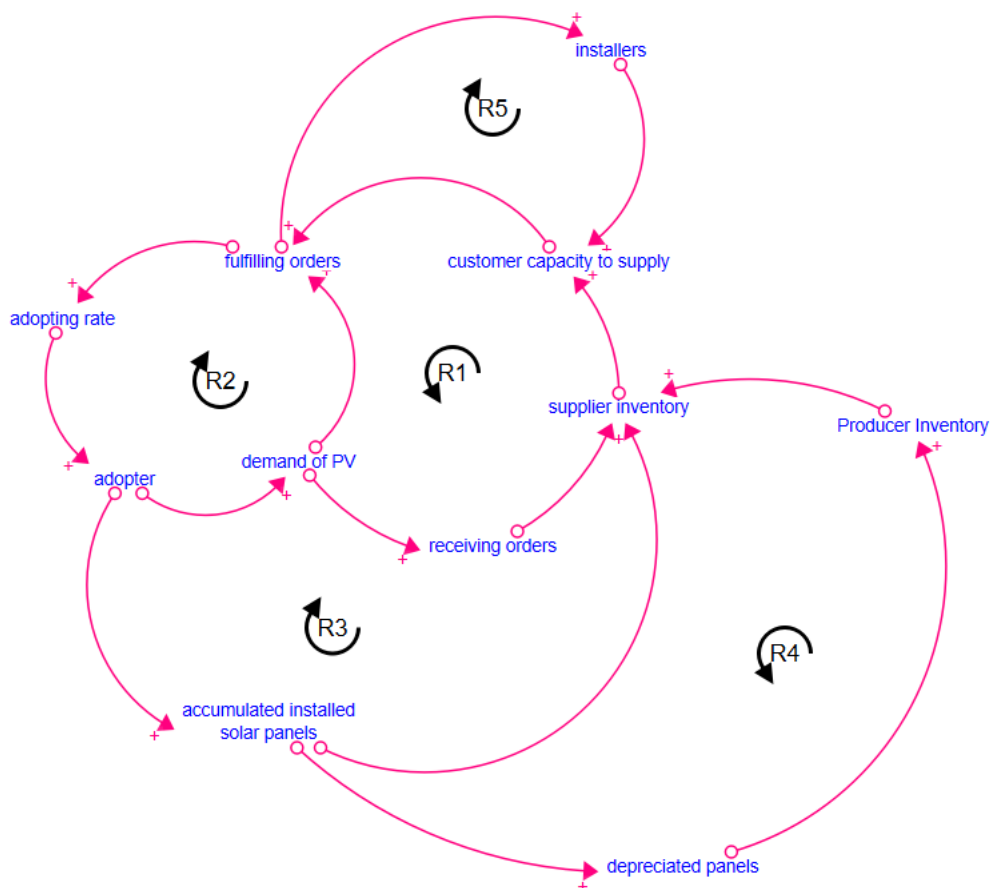 +
installers
R5
+
fulfilling orders
+
customer capacity to supply
+
+
+
adopting rate
R2
R1
+
supplier inventory
Producer Inventory
+
+
+
adopter
demand of PV
+
receiving orders
+
R3
R4
accumulated installed
solar panels
+
depreciated panels
+